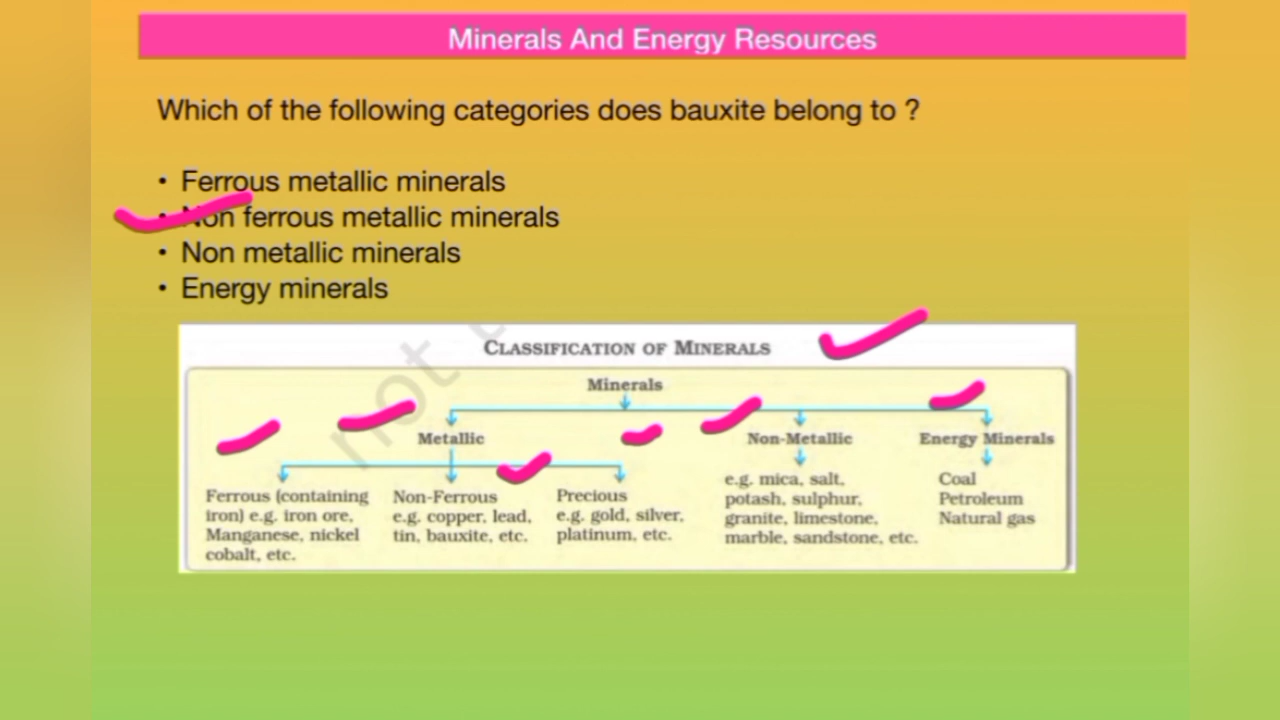 Minerals And Energy Resources
Which of the following categories does bauxite belong to ?
• Ferrous metallic minerals
• Non ferrous metallic minerals
• Non metallic minerals
• Energy minerals
CLASSIFICATION OF MINERALS
Minerals
Metallic
Non-Metallic
Energy Minerals
Ferrous (containing
iron) e.g. iron ore,
Manganese, nickel
cobalt, etc.
Non-Ferrous
e.g. copper, lead,
tin, bauxite, etc.
Precious
e.g. gold, silver,
platinum, etc.
e.g. mica, salt,
potash, sulphur,
granite, limestone,
marble, sandstone, etc.
Coal
Petroleum
Natural gas
not